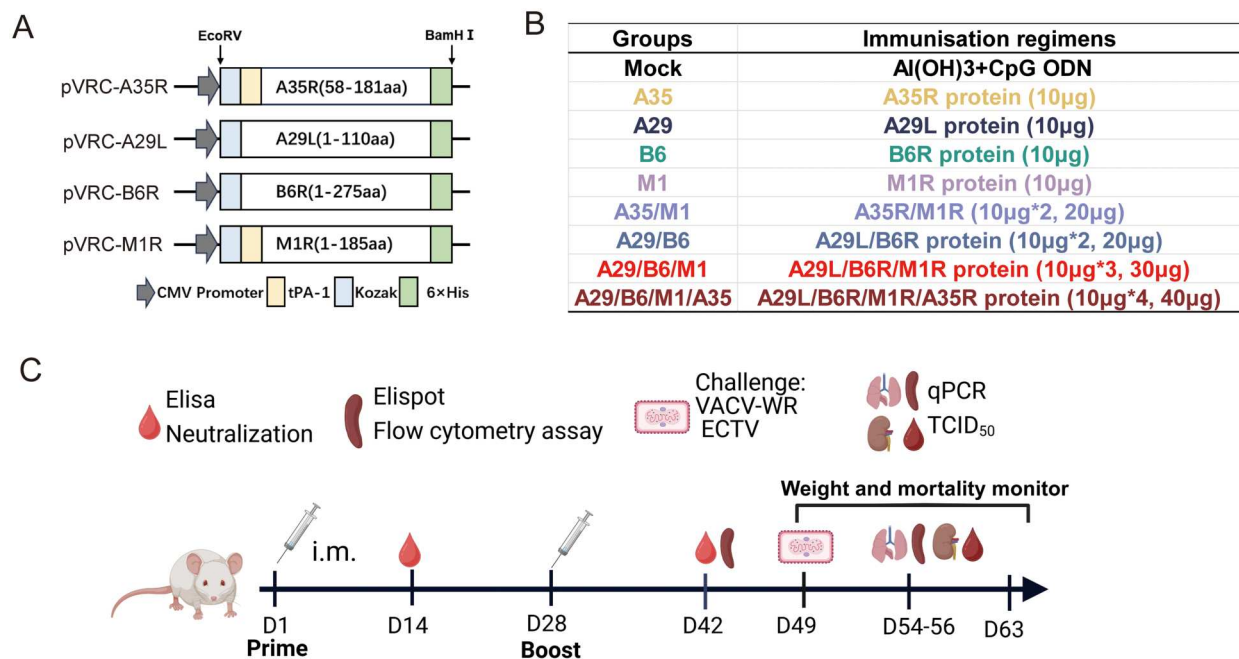 A
EcoRV
BamH I
pVRC-A35R
A35R(58-181aa)
pVRC-A29L
A29L(1-110aa)
pVRC-B6R
B6R(1-275aa)
pVRC-M1R
M1R(1-185aa)
CMV Promoter
tPA-1
Kozak
6×His
B
Groups
Immunisation regimens
Mock
Al(OH)3+CpG ODN
A35
A35R protein (10μg)
A29
A29L protein (10μg)
B6
B6R protein (10μg)
M1
M1R protein (10μg)
A35/M1
A35R/M1R (10μg*2, 20μg)
A29/B6
A29L/B6R protein (10μg*2, 20μg)
A29/B6/M1
A29L/B6R/M1R protein (10μg*3, 30μg)
A29/B6/M1/A35
A29L/B6R/M1R/A35R protein (10μg*4, 40μg)
C
Elisa
Neutralization
Elispot
Flow cytometry assay
Challenge:
VACV-WR
ECTV
qPCR
TCID50
Weight and mortality monitor
i.m.
D1
Prime
D14
D28
Boost
D42
D49
D54-56
D63